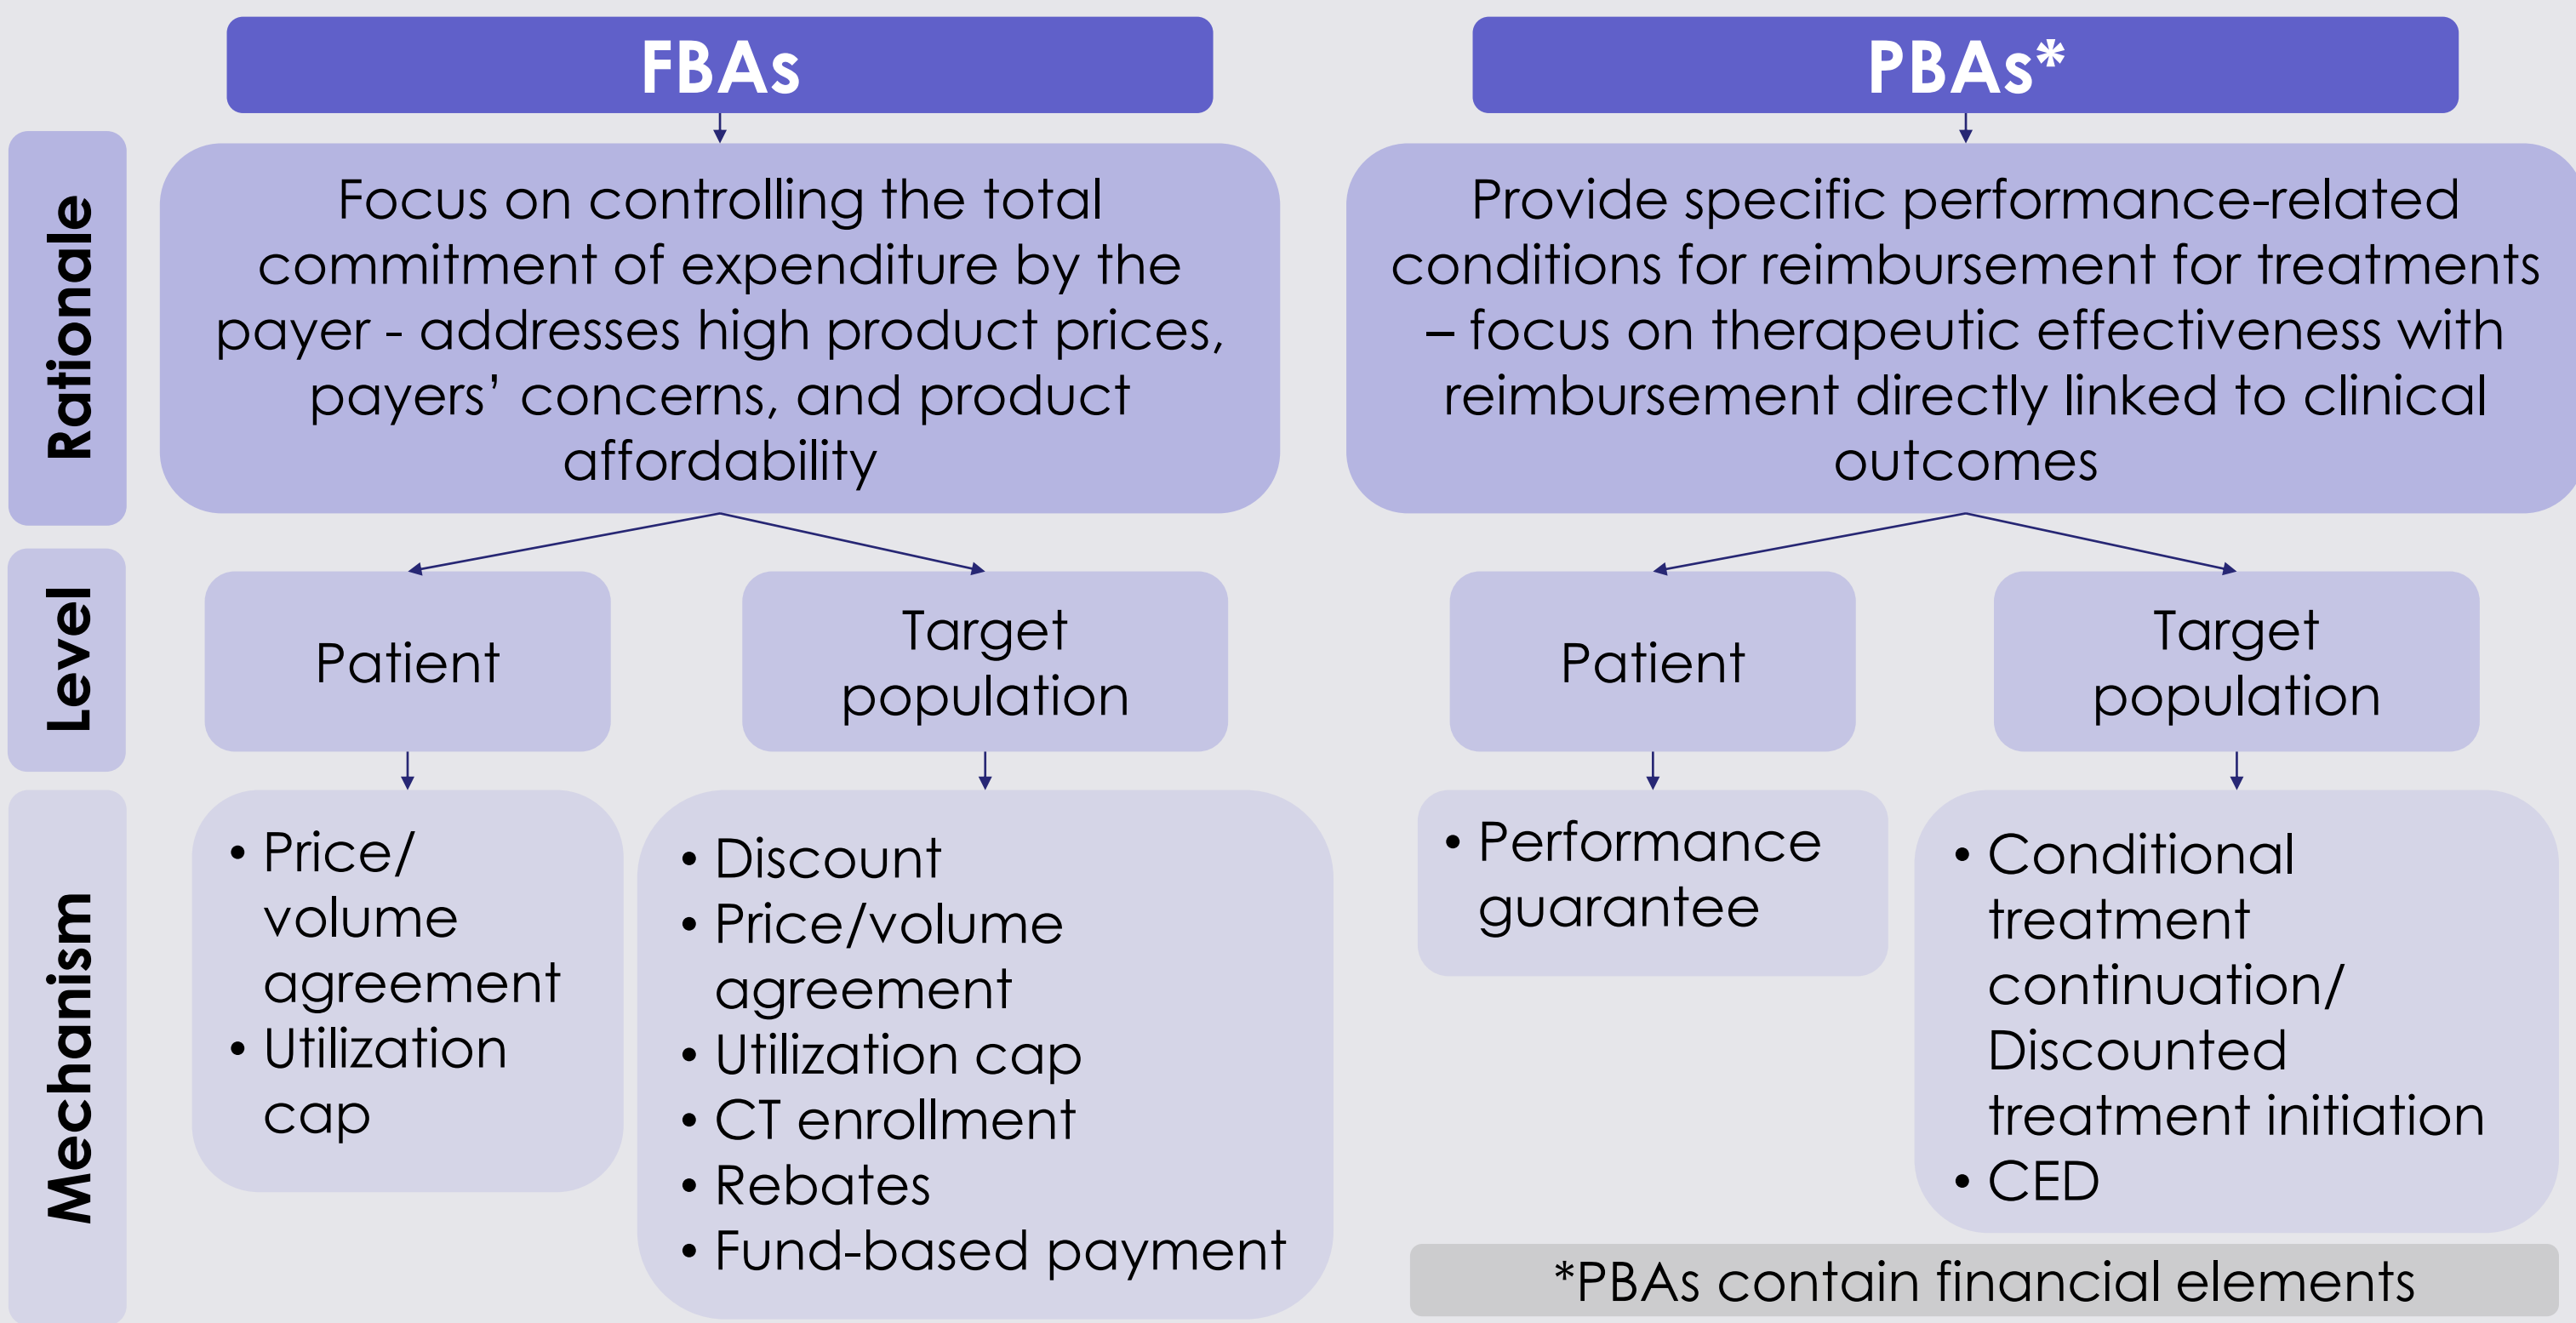 FBAs
PBAs*
Rationale
Focus on controlling the total
commitment of expenditure by the
payer - addresses high product prices,
payers’ concerns, and product
affordability
Provide specific performance-related
conditions for reimbursement for treatments
– focus on therapeutic effectiveness with
reimbursement directly linked to clinical
outcomes
Level
Patient
Target
population
Patient
Target
population
Mechanism
• Price/
volume
agreement
• Utilization
cap
• Discount
• Price/volume
agreement
• Utilization cap
• CT enrollment
• Rebates
• Fund-based payment
• Performance
guarantee
• Conditional
treatment
continuation/
Discounted
treatment initiation
• CED
*PBAs contain financial elements